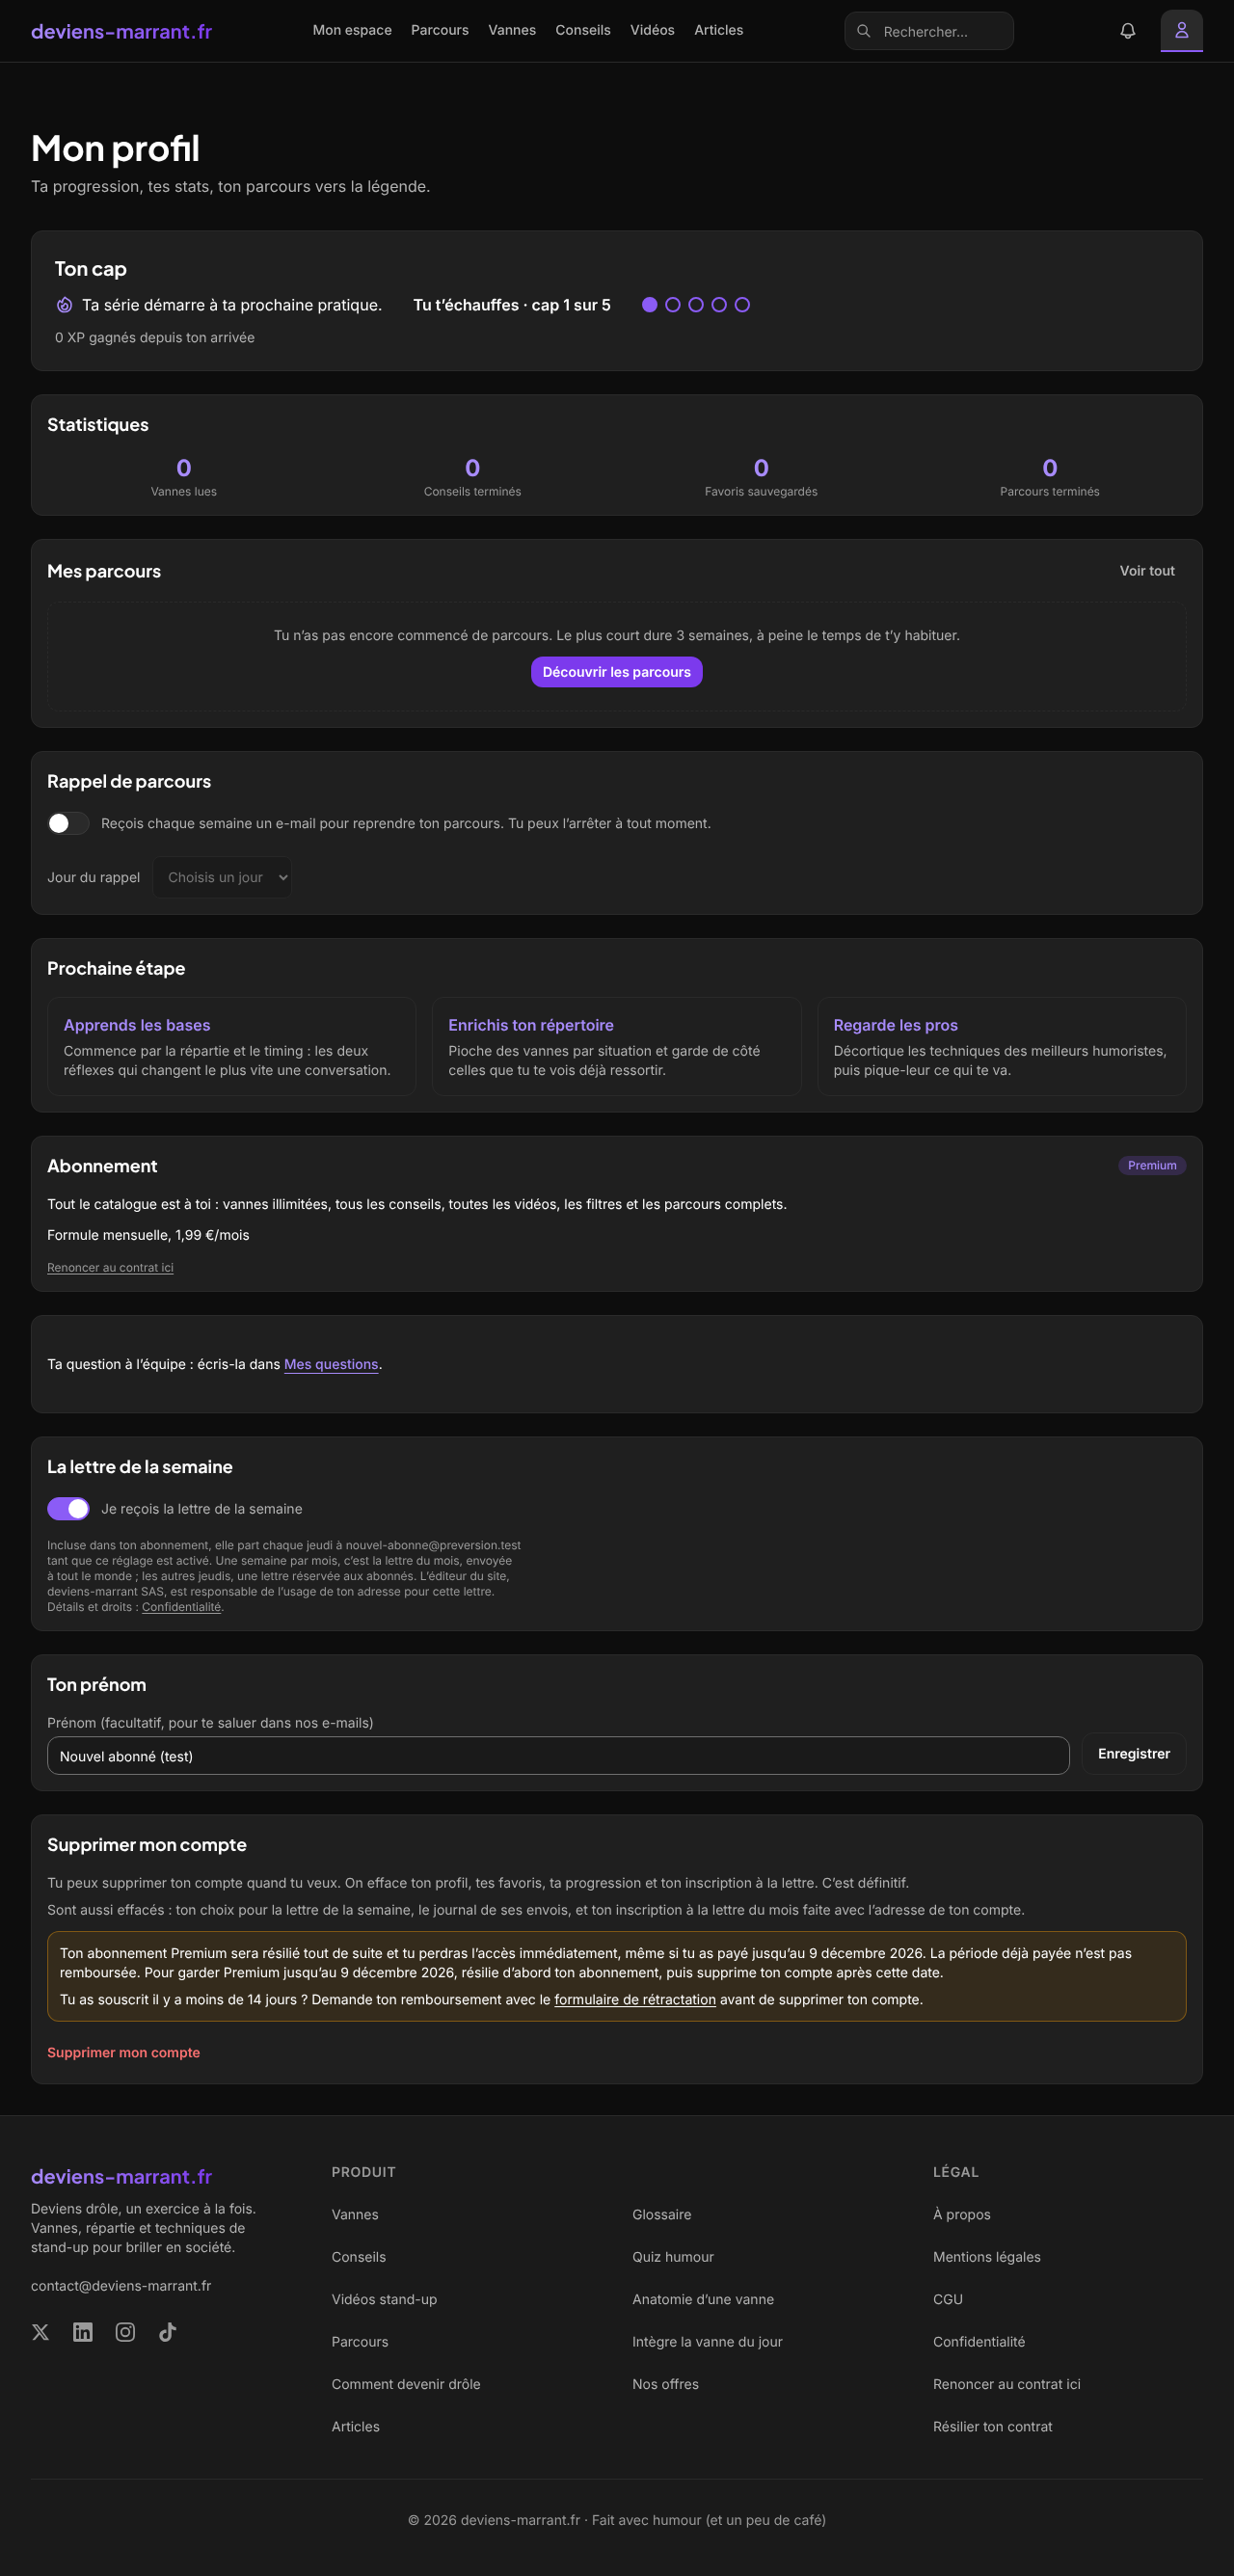 deviens-marrant.fr
Mon espace
Parcours
Vannes
Conseils
Vidéos
Articles
Rechercher...
Mon profil
Ta progression, tes stats, ton parcours vers la légende.
Ton cap
Ta série démarre à ta prochaine pratique.
Tu t’échauffes · cap 1 sur 5
0 XP gagnés depuis ton arrivée
Statistiques
0
Vannes lues
0
Conseils terminés
0
Favoris sauvegardés
0
Parcours terminés
Mes parcours
Voir tout
Tu n’as pas encore commencé de parcours. Le plus court dure 3 semaines, à peine le temps de t’y habituer.
Découvrir les parcours
Rappel de parcours
Reçois chaque semaine un e-mail pour reprendre ton parcours. Tu peux l’arrêter à tout moment.
Jour du rappel
Choisis un jour
Prochaine étape
Apprends les bases
Commence par la répartie et le timing : les deux
réflexes qui changent le plus vite une conversation.
Enrichis ton répertoire
Pioche des vannes par situation et garde de côté
celles que tu te vois déjà ressortir.
Regarde les pros
Décortique les techniques des meilleurs humoristes,
puis pique-leur ce qui te va.
Abonnement
Premium
Tout le catalogue est à toi : vannes illimitées, tous les conseils, toutes les vidéos, les filtres et les parcours complets.
Formule mensuelle, 1,99 €/mois
Renoncer au contrat ici
Ta question à l’équipe : écris-la dans Mes questions.
La lettre de la semaine
Je reçois la lettre de la semaine
Incluse dans ton abonnement, elle part chaque jeudi à nouvel-abonne@preversion.test
tant que ce réglage est activé. Une semaine par mois, c’est la lettre du mois, envoyée
à tout le monde ; les autres jeudis, une lettre réservée aux abonnés. L’éditeur du site,
deviens-marrant SAS, est responsable de l’usage de ton adresse pour cette lettre.
Détails et droits : Confidentialité.
Ton prénom
Prénom (facultatif, pour te saluer dans nos e-mails)
Nouvel abonné (test)
Enregistrer
Supprimer mon compte
Tu peux supprimer ton compte quand tu veux. On efface ton profil, tes favoris, ta progression et ton inscription à la lettre. C’est définitif.
Sont aussi effacés : ton choix pour la lettre de la semaine, le journal de ses envois, et ton inscription à la lettre du mois faite avec l’adresse de ton compte.
Ton abonnement Premium sera résilié tout de suite et tu perdras l’accès immédiatement, même si tu as payé jusqu’au 9 décembre 2026. La période déjà payée n’est pas
remboursée. Pour garder Premium jusqu’au 9 décembre 2026, résilie d’abord ton abonnement, puis supprime ton compte après cette date.
Tu as souscrit il y a moins de 14 jours ? Demande ton remboursement avec le formulaire de rétractation avant de supprimer ton compte.
Supprimer mon compte
deviens-marrant.fr
Deviens drôle, un exercice à la fois.
Vannes, répartie et techniques de
stand-up pour briller en société.
contact@deviens-marrant.fr
PRODUIT
Vannes
Conseils
Vidéos stand-up
Parcours
Comment devenir drôle
Articles
Glossaire
Quiz humour
Anatomie d’une vanne
Intègre la vanne du jour
Nos offres
LÉGAL
À propos
Mentions légales
CGU
Confidentialité
Renoncer au contrat ici
Résilier ton contrat
© 2026 deviens-marrant.fr · Fait avec humour (et un peu de café)